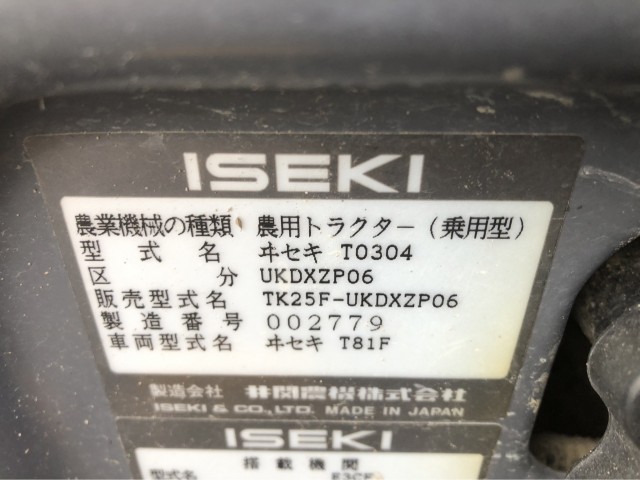 ISEKI
農業機械の種類 農用トラクター(乗用型)
型式名 ヰセキ T0304
区分 UKDXZP06
販売型式名 TK25F-UKDXZP06
製造番号 002779
車両型式名 ヰセキ T81F
製造会社 井関農機株式会社
ISEKI & CO., LTD. MADE IN JAPAN
ISEKI
搭載機関
型式名